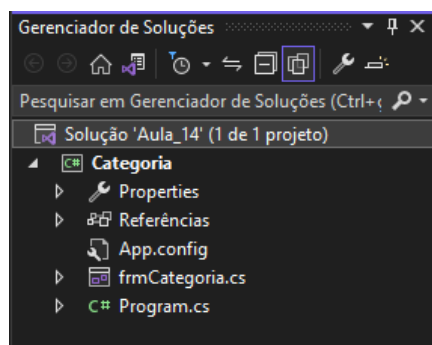 Gerenciador de Soluções
Pesquisar em Gerenciador de Soluções (Ctrl+ç
Solução 'Aula_14' (1 de 1 projeto)
C# Categoria
Properties
Referências
App.config
frmCategoria.cs
C# Program.cs